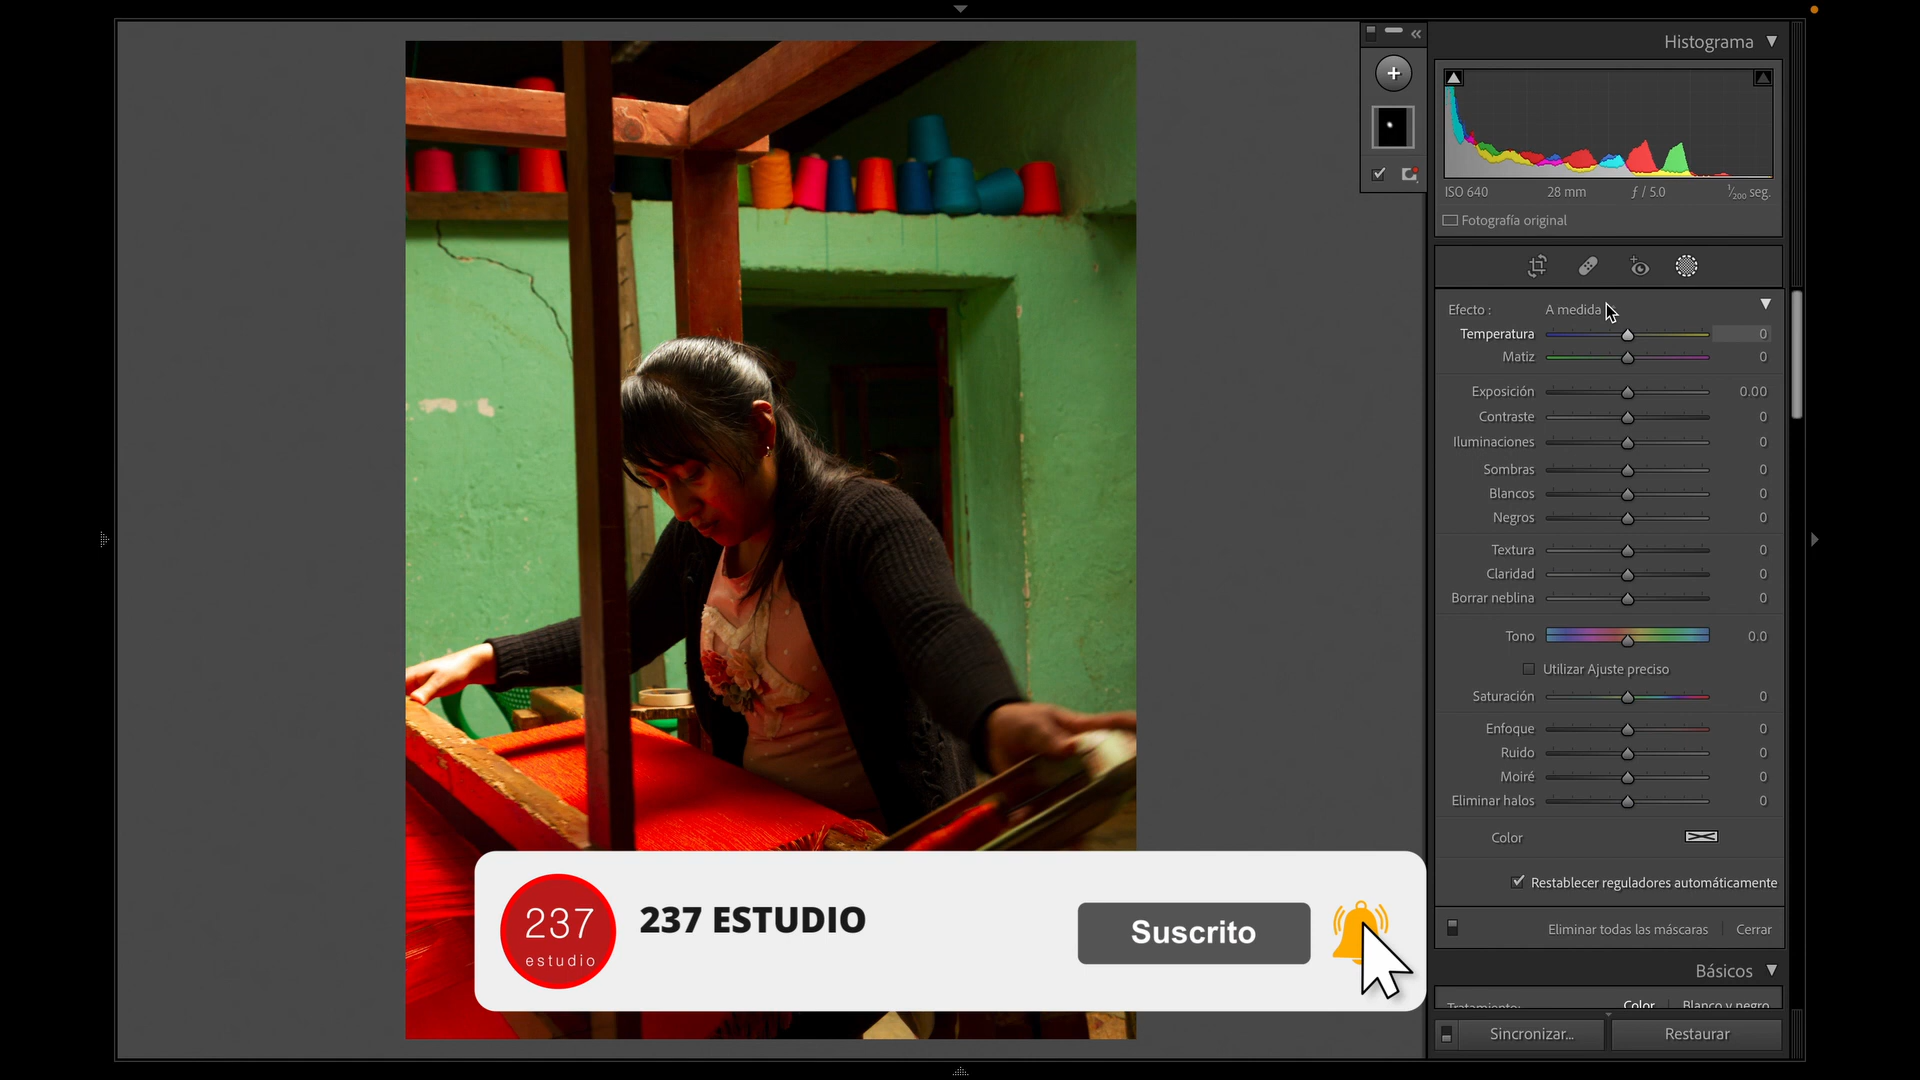 Histograma
ISO 640 28 mm ƒ / 5.0 1/200 seg.
Fotografía original
Efecto : A medida
Temperatura 0
Matiz 0
Exposición 0.00
Contraste 0
Iluminaciones 0
Sombras 0
Blancos 0
Negros 0
Textura 0
Claridad 0
Borrar neblina 0
Tono 0.0
Utilizar Ajuste preciso
Saturación 0
Enfoque 0
Ruido 0
Moiré 0
Eliminar halos 0
Color
Restablecer reguladores automáticamente
Eliminar todas las máscaras Cerrar
Básicos
Tratamiento: Color Blanco y negro
Sincronizar... Restaurar
237
estudio
237 ESTUDIO
Suscrito